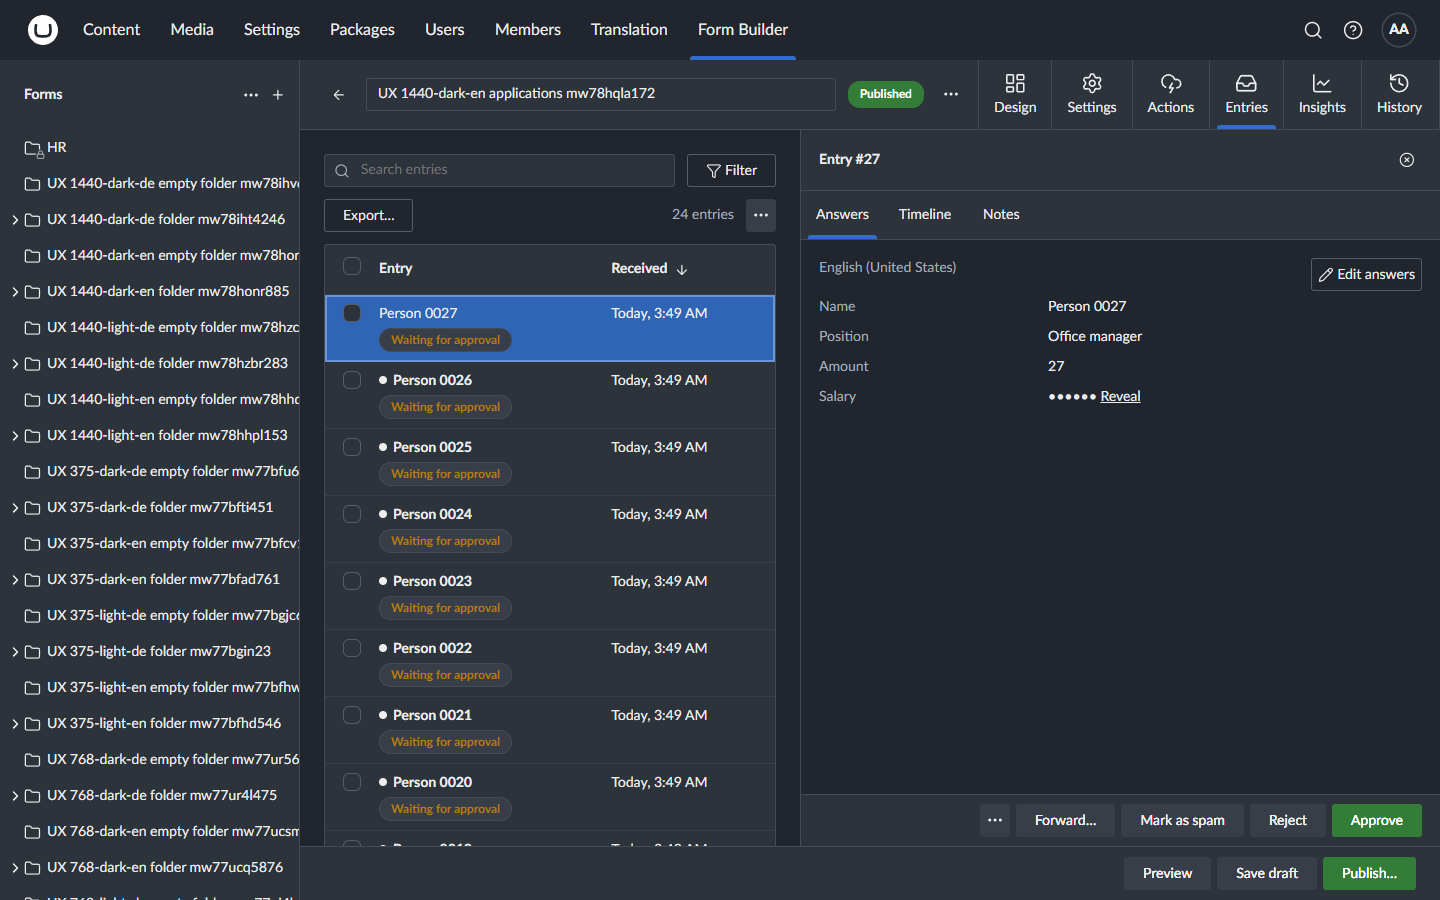 Content
Media
Settings
Packages
Users
Members
Translation
Form Builder
AA
Forms
HR
UX 1440-dark-de empty folder mw78ihv
UX 1440-dark-de folder mw78iht4246
UX 1440-dark-en empty folder mw78hor
UX 1440-dark-en folder mw78honr885
UX 1440-light-de empty folder mw78hzc
UX 1440-light-de folder mw78hzbr283
UX 1440-light-en empty folder mw78hhc
UX 1440-light-en folder mw78hhpl153
UX 375-dark-de empty folder mw77bfu6
UX 375-dark-de folder mw77bfti451
UX 375-dark-en empty folder mw77bfcv
UX 375-dark-en folder mw77bfad761
UX 375-light-de empty folder mw77bgjc
UX 375-light-de folder mw77bgin23
UX 375-light-en empty folder mw77bfhw
UX 375-light-en folder mw77bfhd546
UX 768-dark-de empty folder mw77ur56
UX 768-dark-de folder mw77ur4l475
UX 768-dark-en empty folder mw77ucsm
UX 768-dark-en folder mw77ucq5876
UX 1440-dark-en applications mw78hqla172
Published
Design
Settings
Actions
Entries
Insights
History
Search entries
Filter
Export...
24 entries
Entry
Received
Person 0027
Today, 3:49 AM
Waiting for approval
Person 0026
Today, 3:49 AM
Waiting for approval
Person 0025
Today, 3:49 AM
Waiting for approval
Person 0024
Today, 3:49 AM
Waiting for approval
Person 0023
Today, 3:49 AM
Waiting for approval
Person 0022
Today, 3:49 AM
Waiting for approval
Person 0021
Today, 3:49 AM
Waiting for approval
Person 0020
Today, 3:49 AM
Waiting for approval
Entry #27
Answers
Timeline
Notes
English (United States)
Edit answers
Name
Person 0027
Position
Office manager
Amount
27
Salary
•••••• Reveal
Forward...
Mark as spam
Reject
Approve
Preview
Save draft
Publish...